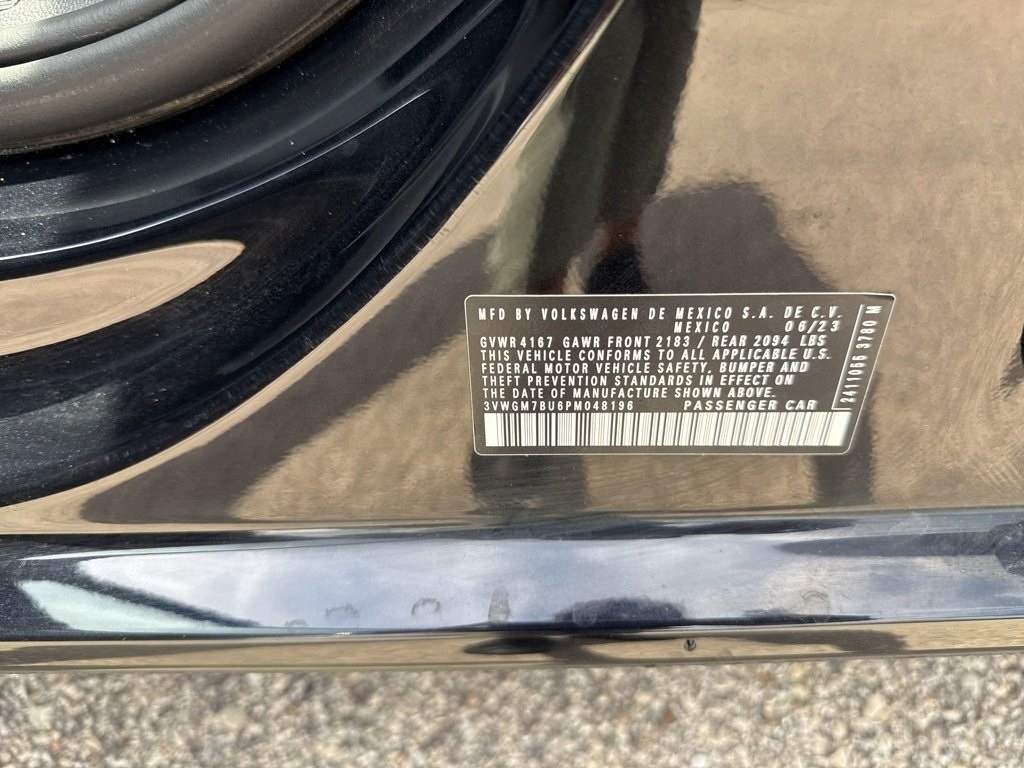 MFD BY VOLKSWAGEN DE MEXICO S.A. DE C.V.
MEXICO 06/23
GVWR 4167 GAWR FRONT 2183 / REAR 2094 LBS
THIS VEHICLE CONFORMS TO ALL APPLICABLE U.S.
FEDERAL MOTOR VEHICLE SAFETY, BUMPER AND
THEFT PREVENTION STANDARDS IN EFFECT ON
THE DATE OF MANUFACTURE SHOWN ABOVE.
3VWGM7BU6PM048196 PASSENGER CAR
2411066 3780 M